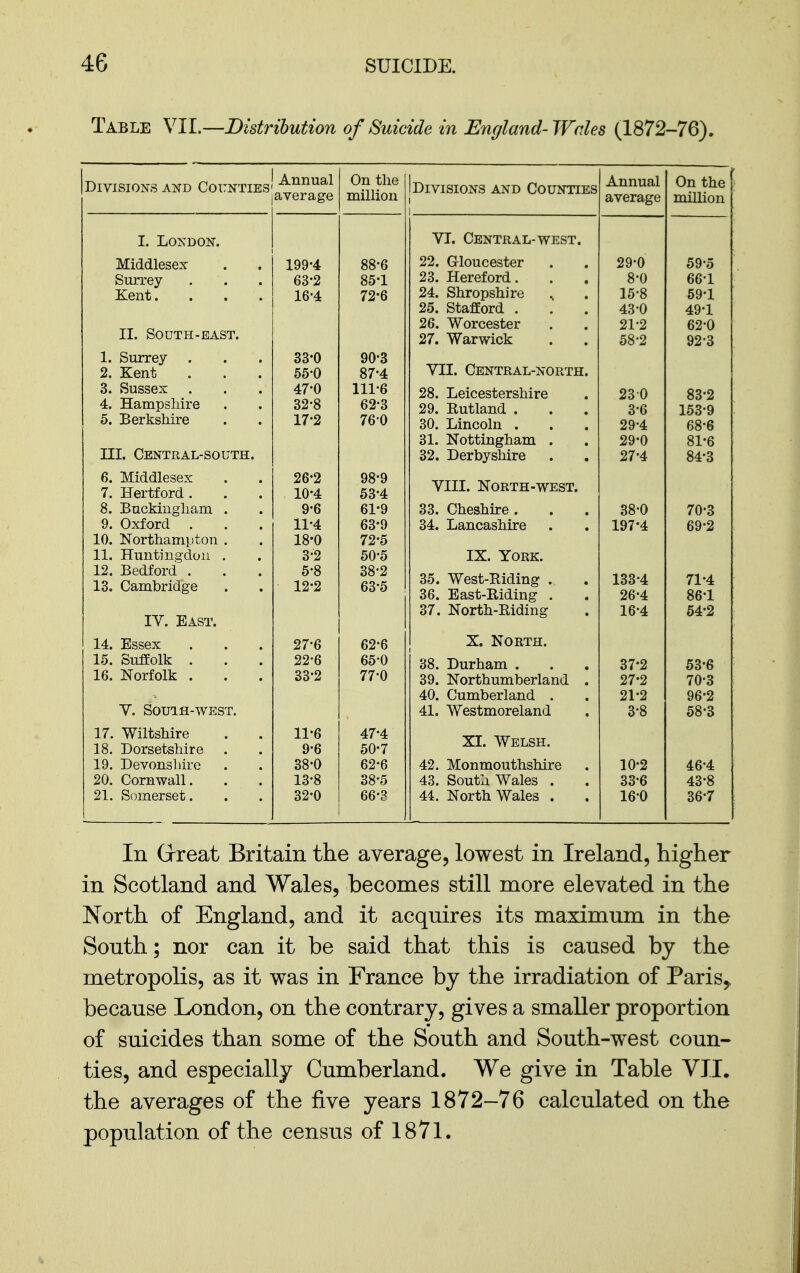 46 SUICIDE.
TABLE VII.—Distribution of Suicide in England-Wales (1872–76).
DIVISIONS AND COUNTIES Annual average On the million
I. LONDON.
Middlesex . . 199·4 88·6
Surrey . . . 63·2 85·1
Kent. . . . 16·4 72·6
II. SOUTH-EAST.
1. Surrey . . . 33·0 90·3
2. Kent . . . 55·0 87·4
3. Sussex . . . 47·0 111·6
4. Hampshire . . 32·8 62·3
5. Berkshire . . 17·2 76·0
III. CENTRAL-SOUTH.
6. Middlesex . . 26·2 98·9
7. Hertford . . . 10·4 53·4
8. Buckingham . . 9·6 61·9
9. Oxford . . . 11·4 63·9
10. Northampton . . 18·0 72·5
11. Huntingdon . . 3·2 50·5
12. Bedford . . . 5·8 38·2
13. Cambridge . . 12·2 63·5
IV. EAST.
14. Essex . . . 27·6 62·6
15. Suffolk . . . 22·6 65·0
16. Norfolk . . . 33·2 77·0
V. SOUTH-WEST.
17. Wiltshire . . 11·6 47·4
18. Dorsetshire . . 9·6 50·7
19. Devonshire . . 38·0 62·6
20. Cornwall. . . 13·8 38·5
21. Somerset. . . 32·0 66·3
DIVISIONS AND COUNTIES Annual average On the million
VI. CENTRAL-WEST.
22. Gloucester . . 29·0 59·5
23. Hereford. . . 8·0 66·1
24. Shropshire . . 15·8 59·1
25. Stafford . . . 43·0 49·1
26. Worcester . . 21·2 62·0
27. Warwick . . 58·2 92·3
VII. CENTRAL-NORTH.
28. Leicestershire . 23·0 83·2
29. Rutland . . . 3·6 153·9
30. Lincoln . . . 29·4 68·6
31. Nottingham . . 29·0 81·6
32. Derbyshire . . 27·4 84·3
VIII. NORTH-WEST.
33. Cheshire . . . 38·0 70·3
34. Lancashire . . 197·4 69·2
IX. YORK.
35. West-Riding . . 133·4 71·4
36. East-Riding . . 26·4 86·1
37. North-Riding . 16·4 54·2
X. NORTH.
38. Durham . . . 37·2 53·6
39. Northumberland . 27·2 70·3
40. Cumberland . . 21·2 96·2
41. Westmoreland . 3·8 58·3
XI. WELSH.
42. Monmouthshire . 10·2 46·4
43. South Wales . . 33·6 43·8
44. North Wales . . 16·0 36·7
In Great Britain the average, lowest in Ireland, higher
in Scotland and Wales, becomes still more elevated in the
North of England, and it acquires its maximum in the
South; nor can it be said that this is caused by the
metropolis, as it was in France by the irradiation of Paris,
because London, on the contrary, gives a smaller proportion
of suicides than some of the South and South-west coun-
ties, and especially Cumberland. We give in Table VII.
the averages of the five years 1872–76 calculated on the
population of the census of 1871.